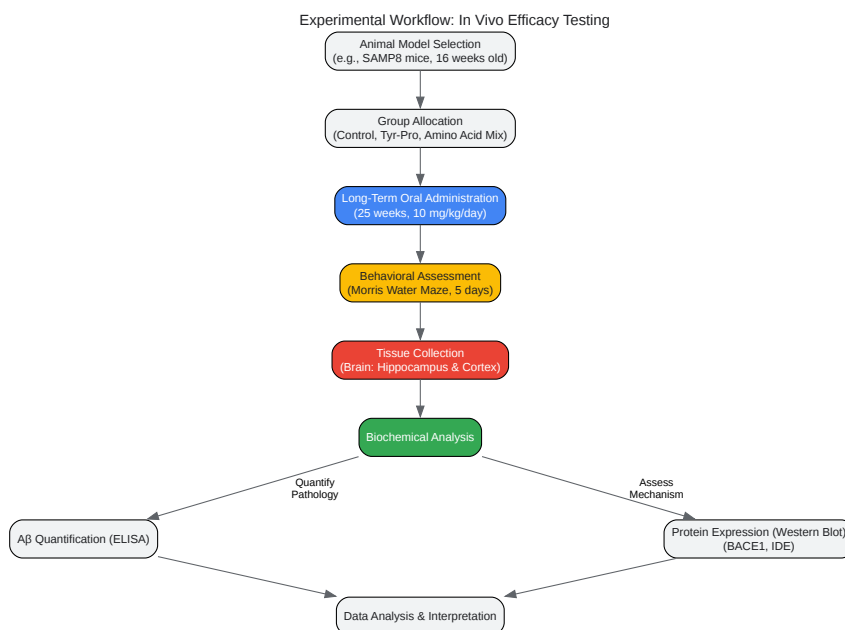 Experimental Workflow: In Vivo Efficacy Testing
Animal Model Selection
(e.g., SAMP8 mice, 16 weeks old)
Group Allocation
(Control, Tyr-Pro, Amino Acid Mix)
Long-Term Oral Administration
(25 weeks, 10 mg/kg/day)
Behavioral Assessment
(Morris Water Maze, 5 days)
Tissue Collection
(Brain: Hippocampus & Cortex)
Biochemical Analysis
Quantify
Pathology
Assess
Mechanism
Aβ Quantification (ELISA)
Protein Expression (Western Blot)
(BACE1, IDE)
Data Analysis & Interpretation